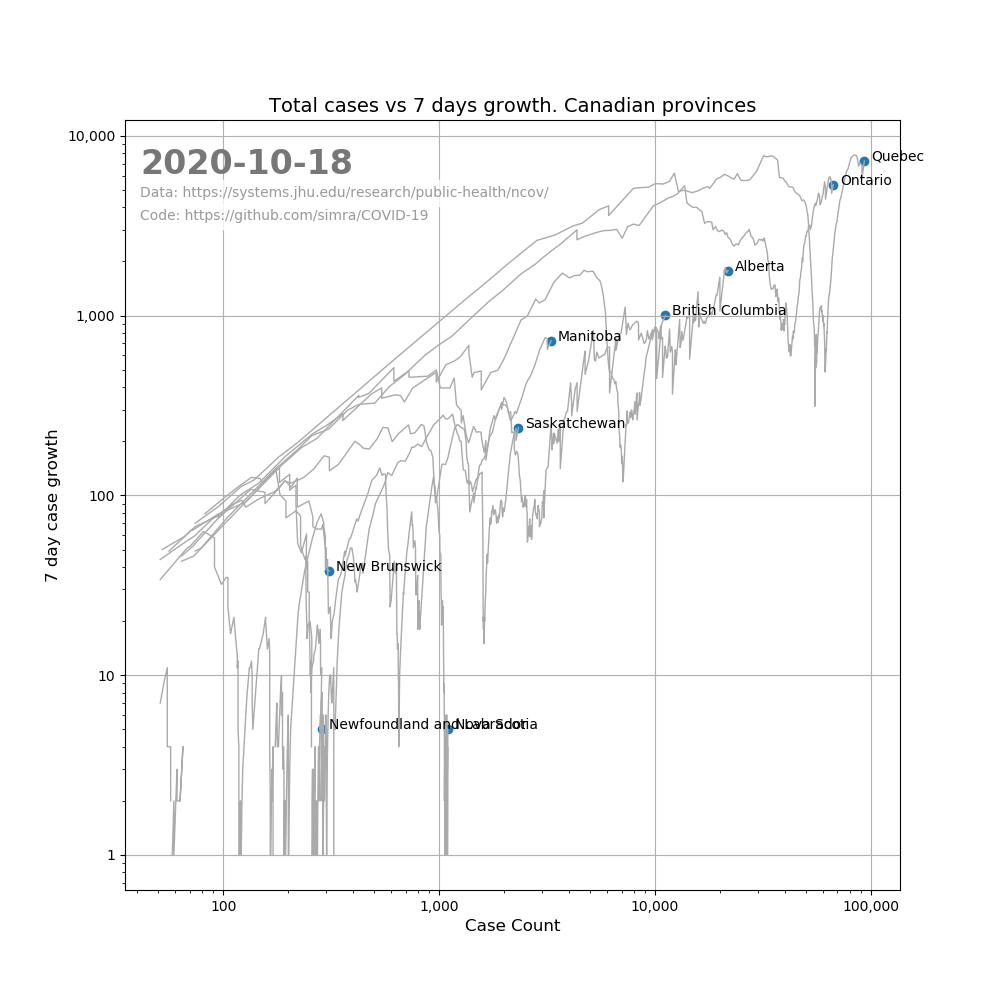 Total cases vs 7 days growth. Canadian provinces
10,000
2020-10-18
Quebec
Data: https://systems.jhu.edu/research/public-health/ncov/
Ontario
Code: https://github.com/simra/COVID-19
Alberta
British Columbia
1,000
Manitoba
Saskatchewan
7 day case growth
100
New Brunswick
10
Newfoundland and Labrador
Nova Scotia
1
100
1,000
10,000
100,000
Case Count